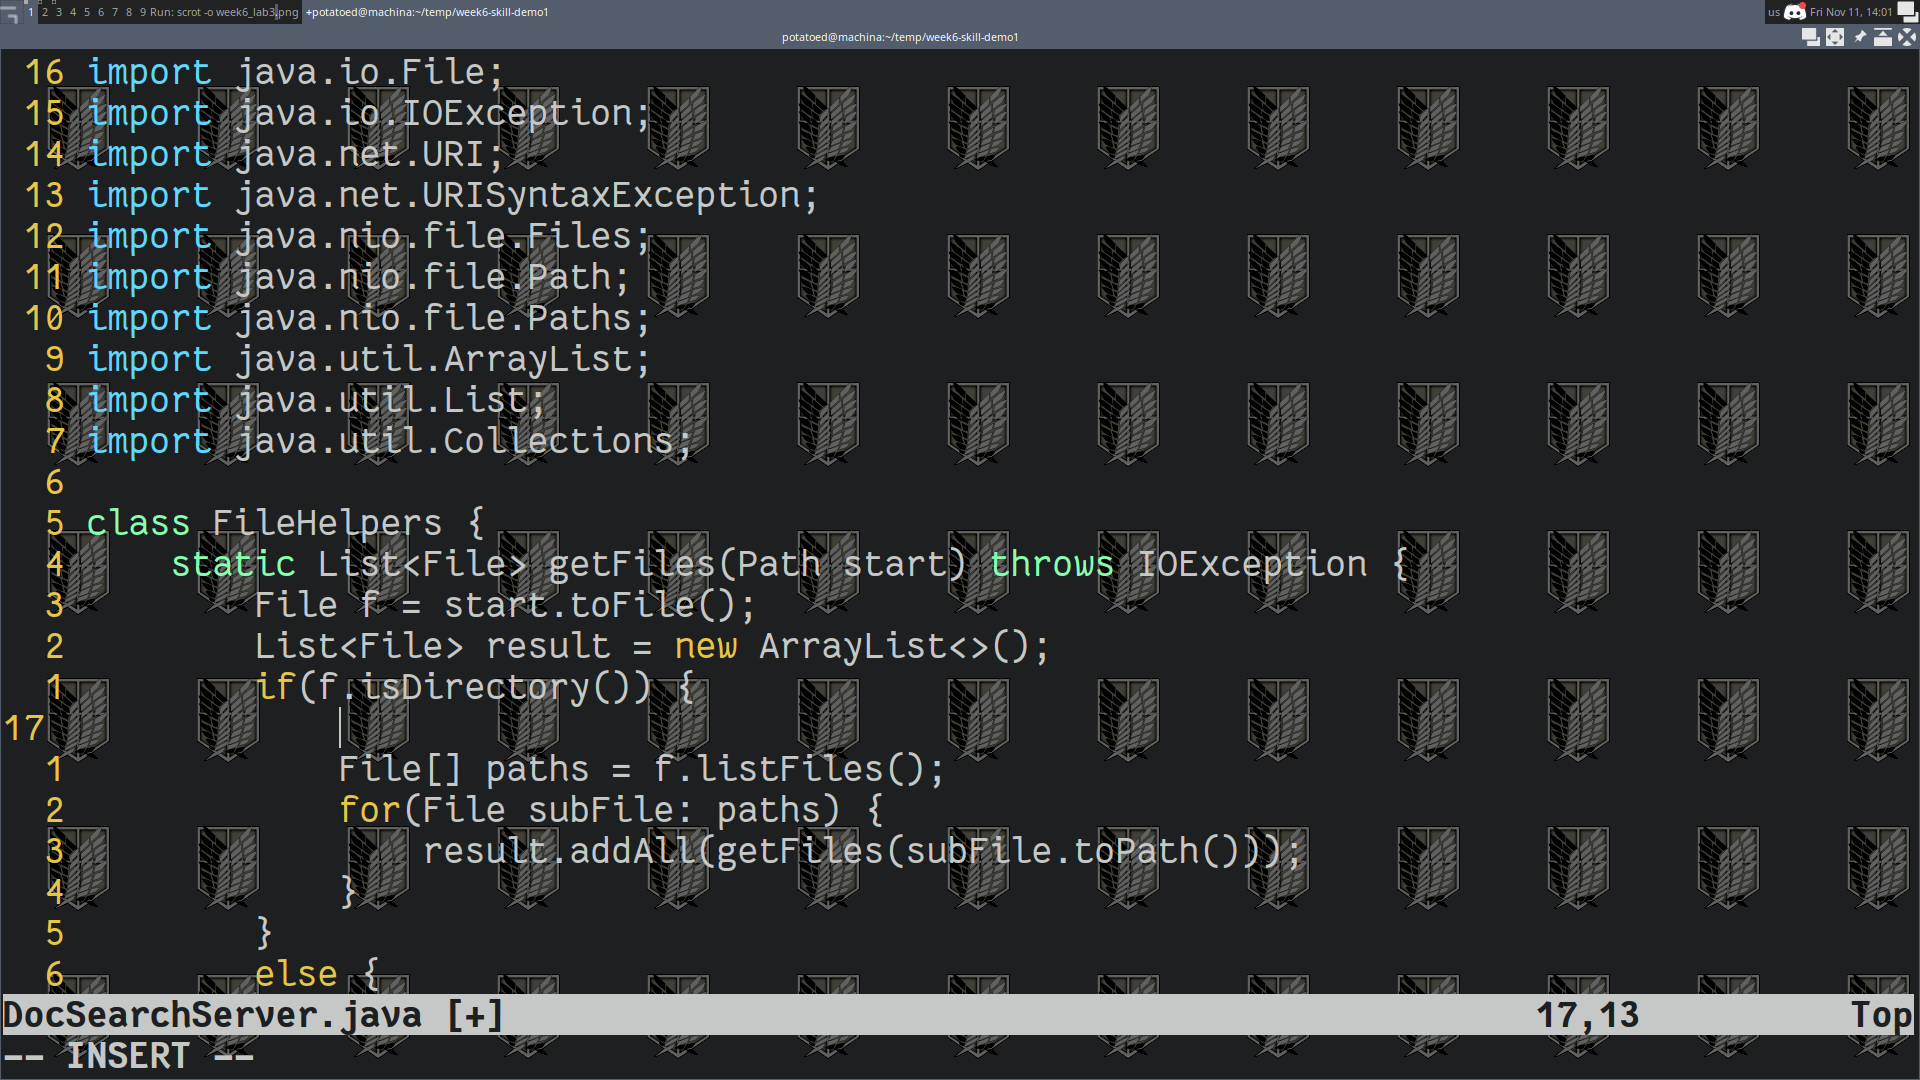 1 2 3 4 5 6 7 8 9 Run: scrot -o week6_lab3.png +potatoed@machina:~/temp/week6-skill-demo1 us Fri Nov 11, 14:01
potatoed@machina:~/temp/week6-skill-demo1
16 import java.io.File;
15 import java.io.IOException;
14 import java.net.URI;
13 import java.net.URISyntaxException;
12 import java.nio.file.Files;
11 import java.nio.file.Path;
10 import java.nio.file.Paths;
9 import java.util.ArrayList;
8 import java.util.List;
7 import java.util.Collections;
6
5 class FileHelpers {
4     static List<File> getFiles(Path start) throws IOException {
3         File f = start.toFile();
2         List<File> result = new ArrayList<>();
1         if(f.isDirectory()) {
17
1             File[] paths = f.listFiles();
2             for(File subFile: paths) {
3                 result.addAll(getFiles(subFile.toPath()));
4             }
5         }
6         else {
DocSearchServer.java [+] 17,13 Top
-- INSERT --